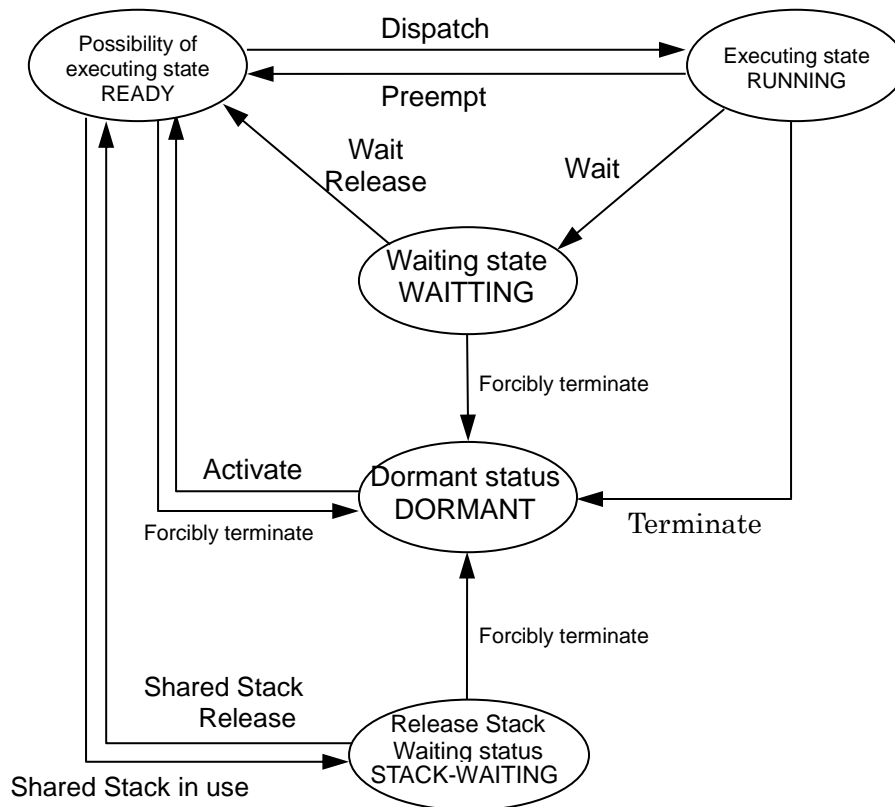 Possibility of
executing state
READY
Dispatch
Preempt
Executing state
RUNNING
Wait
Release
Wait
Waiting state
WAITTING
Forcibly terminate
Activate
Forcibly terminate
Dormant status
DORMANT
Terminate
Forcibly terminate
Shared Stack
Release
Release Stack
Waiting status
STACK-WAITING
Shared Stack in use